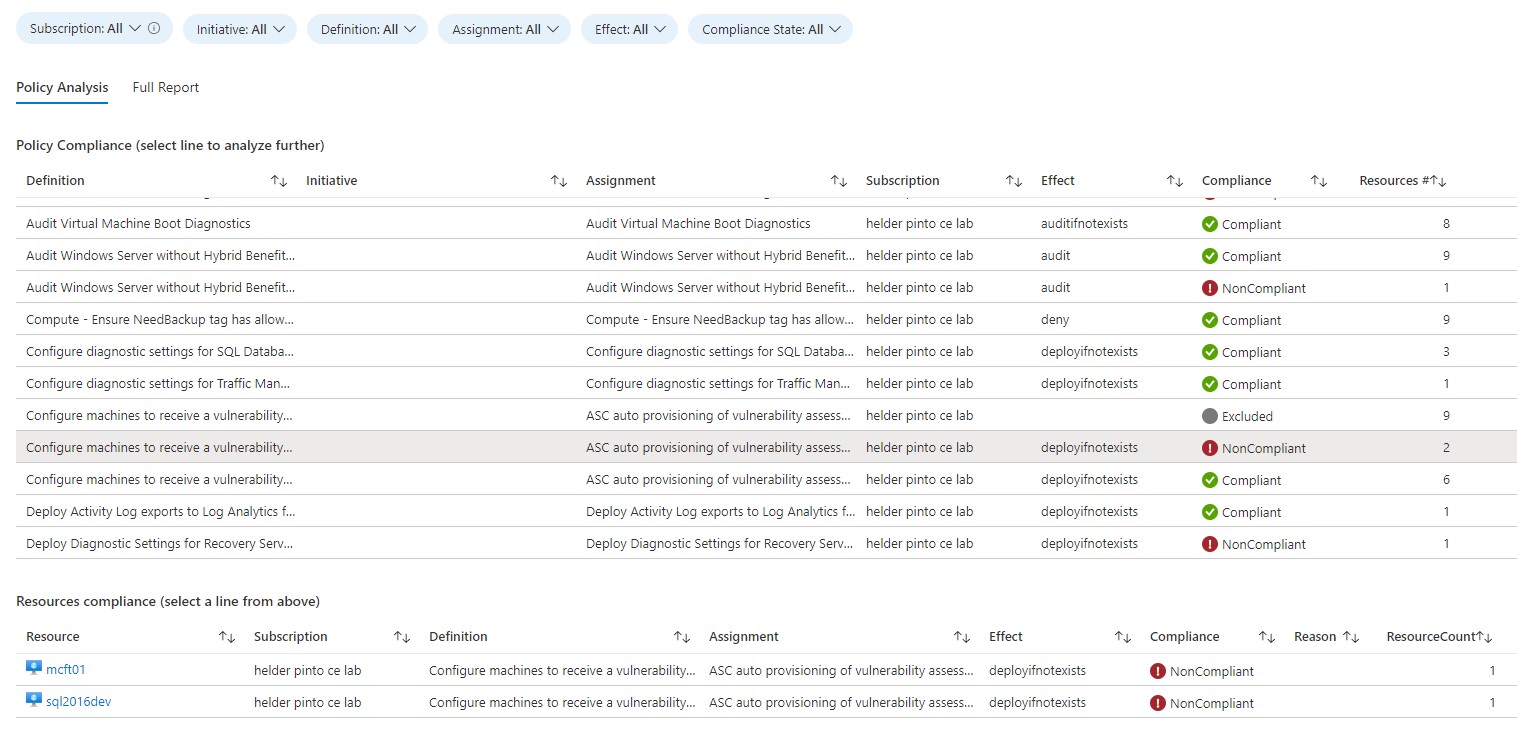 Subscription: All Initiative: All Definition: All Assignment: All Effect: All Compliance State: All
Policy Analysis Full Report
Policy Compliance (select line to analyze further)
Definition Initiative Assignment Subscription Effect Compliance Resources #
Audit Virtual Machine Boot Diagnostics Audit Virtual Machine Boot Diagnostics helder pinto ce lab auditifnotexists Compliant 8
Audit Windows Server without Hybrid Benefit... Audit Windows Server without Hybrid Benefit... helder pinto ce lab audit Compliant 9
Audit Windows Server without Hybrid Benefit... Audit Windows Server without Hybrid Benefit... helder pinto ce lab audit NonCompliant 1
Compute - Ensure NeedBackup tag has allow... Compute - Ensure NeedBackup tag has allow... helder pinto ce lab deny Compliant 9
Configure diagnostic settings for SQL Databa... Configure diagnostic settings for SQL Databa... helder pinto ce lab deployifnotexists Compliant 3
Configure diagnostic settings for Traffic Man... Configure diagnostic settings for Traffic Man... helder pinto ce lab deployifnotexists Compliant 1
Configure machines to receive a vulnerability... ASC auto provisioning of vulnerability assess... helder pinto ce lab Excluded 9
Configure machines to receive a vulnerability... ASC auto provisioning of vulnerability assess... helder pinto ce lab deployifnotexists NonCompliant 2
Configure machines to receive a vulnerability... ASC auto provisioning of vulnerability assess... helder pinto ce lab deployifnotexists Compliant 6
Deploy Activity Log exports to Log Analytics f... Deploy Activity Log exports to Log Analytics f... helder pinto ce lab deployifnotexists Compliant 1
Deploy Diagnostic Settings for Recovery Serv... Deploy Diagnostic Settings for Recovery Serv... helder pinto ce lab deployifnotexists NonCompliant 1
Resources compliance (select a line from above)
Resource Subscription Definition Assignment Effect Compliance Reason ResourceCount
mcft01 helder pinto ce lab Configure machines to receive a vulnerability... ASC auto provisioning of vulnerability assess... deployifnotexists NonCompliant 1
sql2016dev helder pinto ce lab Configure machines to receive a vulnerability... ASC auto provisioning of vulnerability assess... deployifnotexists NonCompliant 1